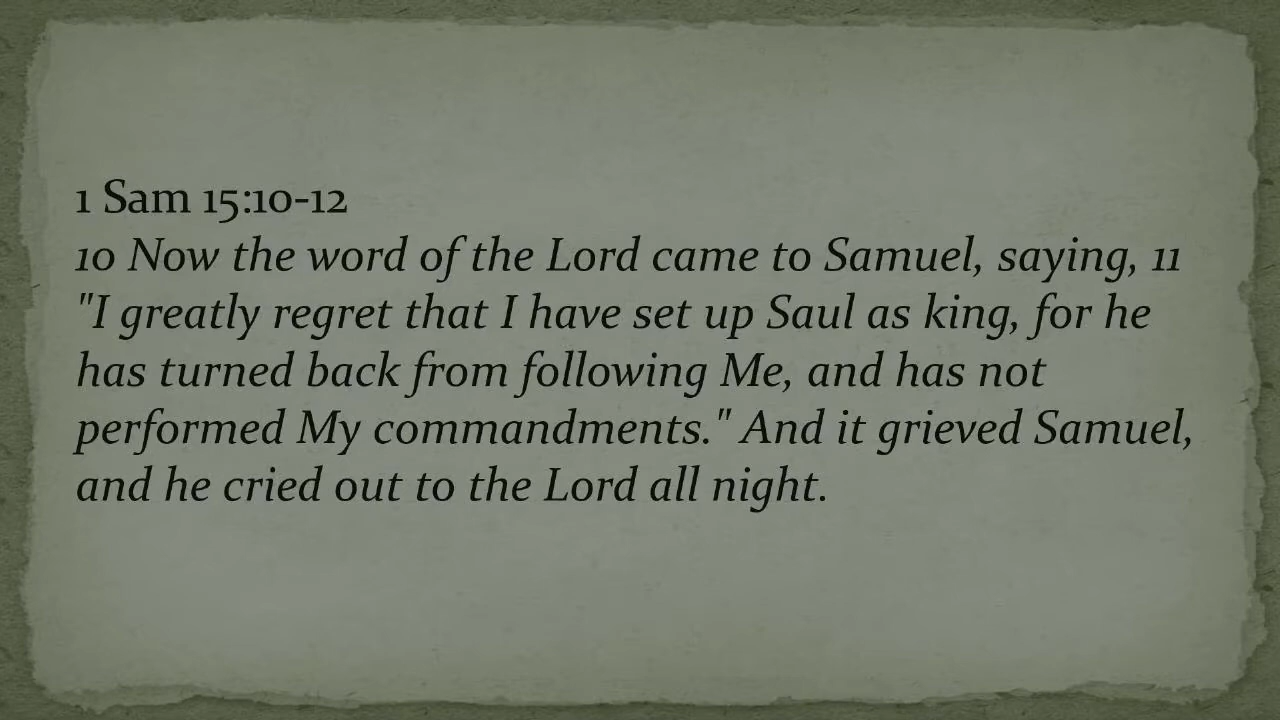 1 Sam 15:10-12
10 Now the word of the Lord came to Samuel, saying, 11
"I greatly regret that I have set up Saul as king, for he
has turned back from following Me, and has not
performed My commandments." And it grieved Samuel,
and he cried out to the Lord all night.